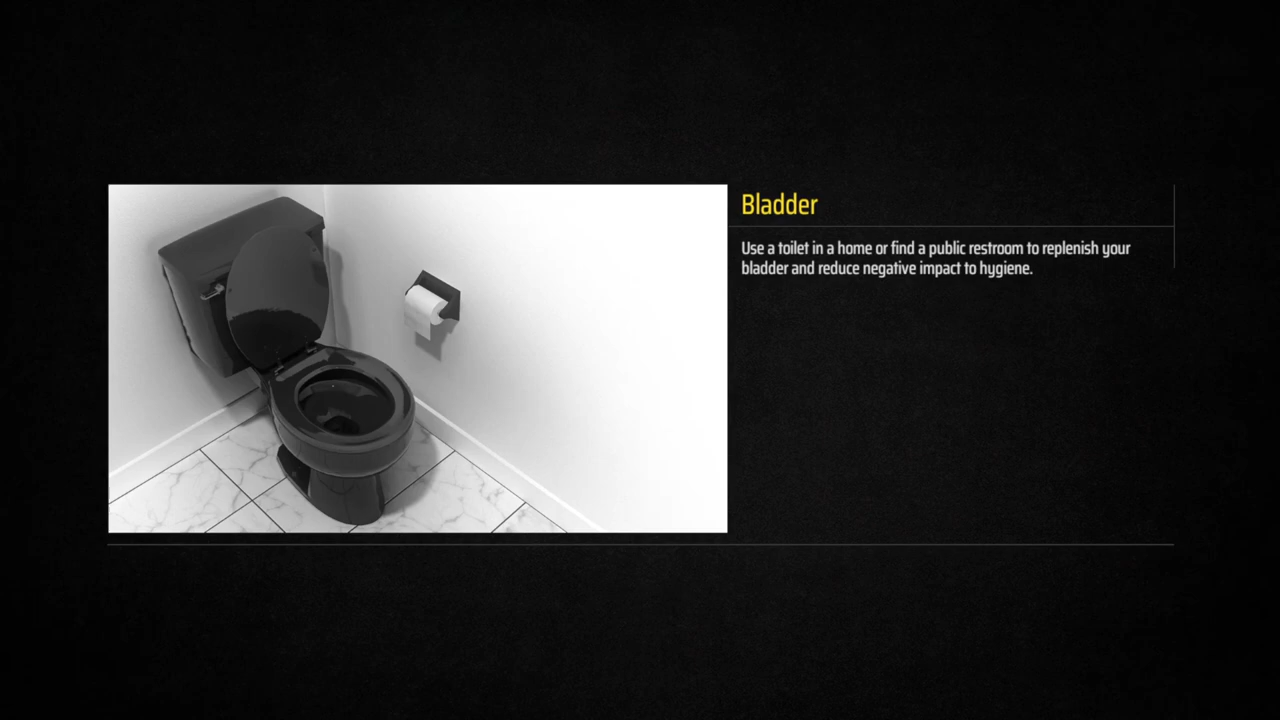 Bladder
Use a toilet in a home or find a public restroom to replenish your
bladder and reduce negative impact to hygiene.